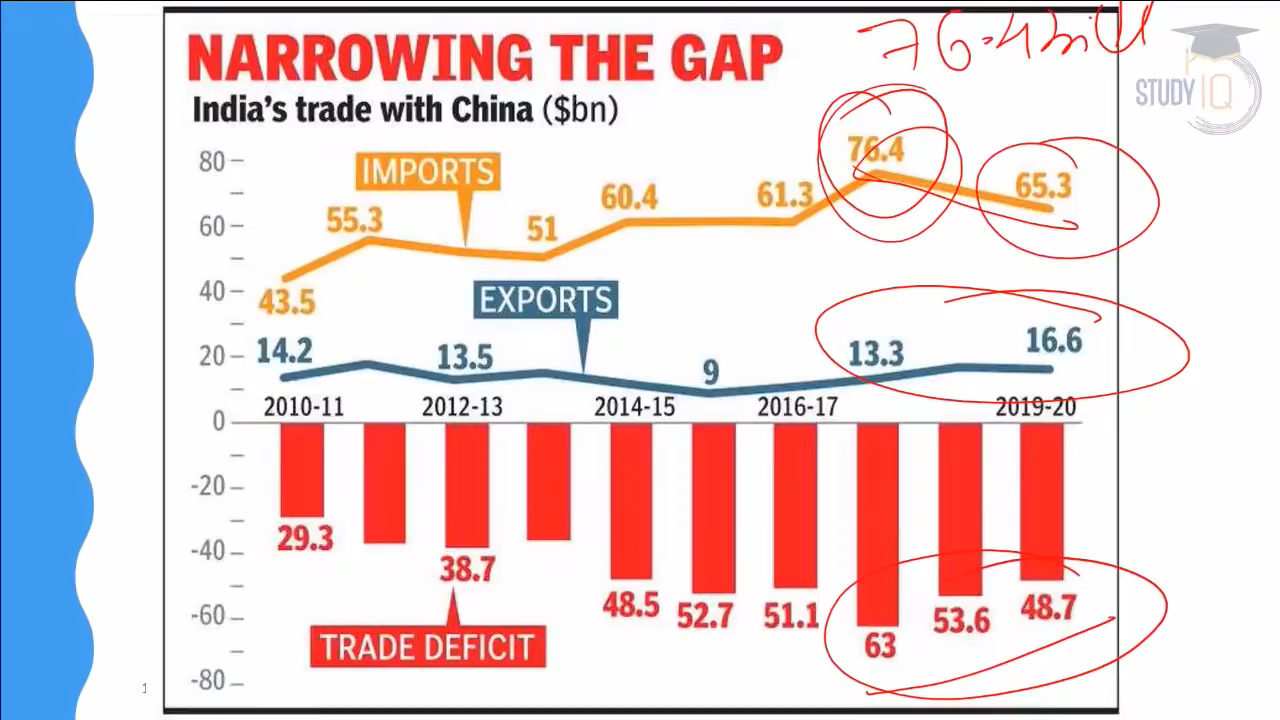 76.4 bill
STUDY IQ
NARROWING THE GAP
India's trade with China ($bn)
80
IMPORTS
76.4
65.3
60.4
61.3
60
55.3
51
43.5
40
EXPORTS
20
14.2
13.5
9
13.3
16.6
2010-11 2012-13 2014-15 2016-17 2019-20
0
-20
29.3
-40
38.7
48.5 52.7 51.1 63 53.6 48.7
-60
TRADE DEFICIT
-80
1